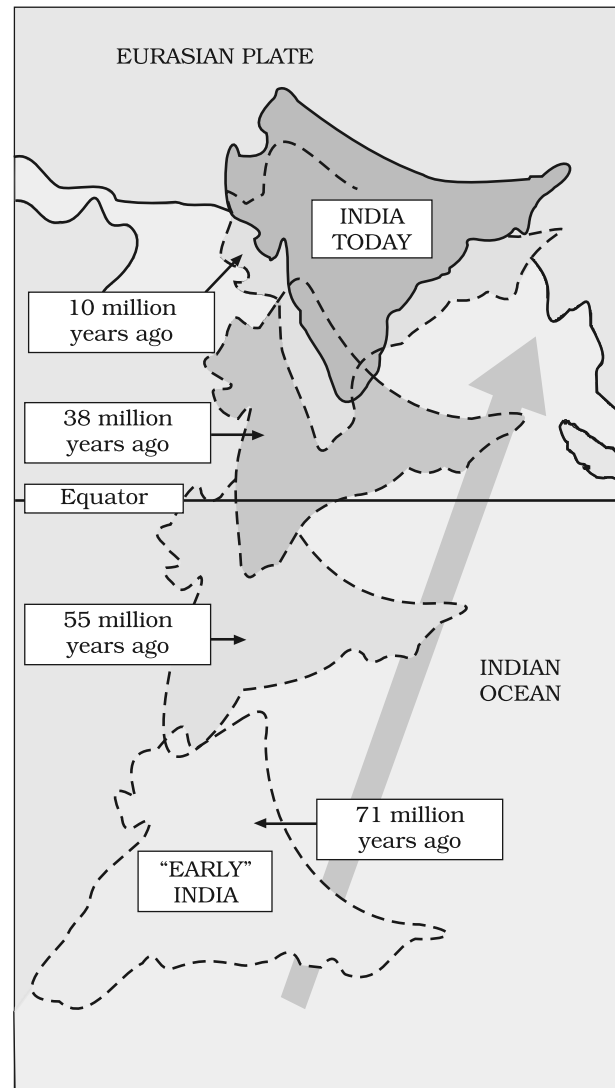 EURASIAN PLATE
INDIA
TODAY
10 million
years ago
38 million
years ago
Equator
55 million
years ago
INDIAN
OCEAN
71 million
years ago
“EARLY”
INDIA